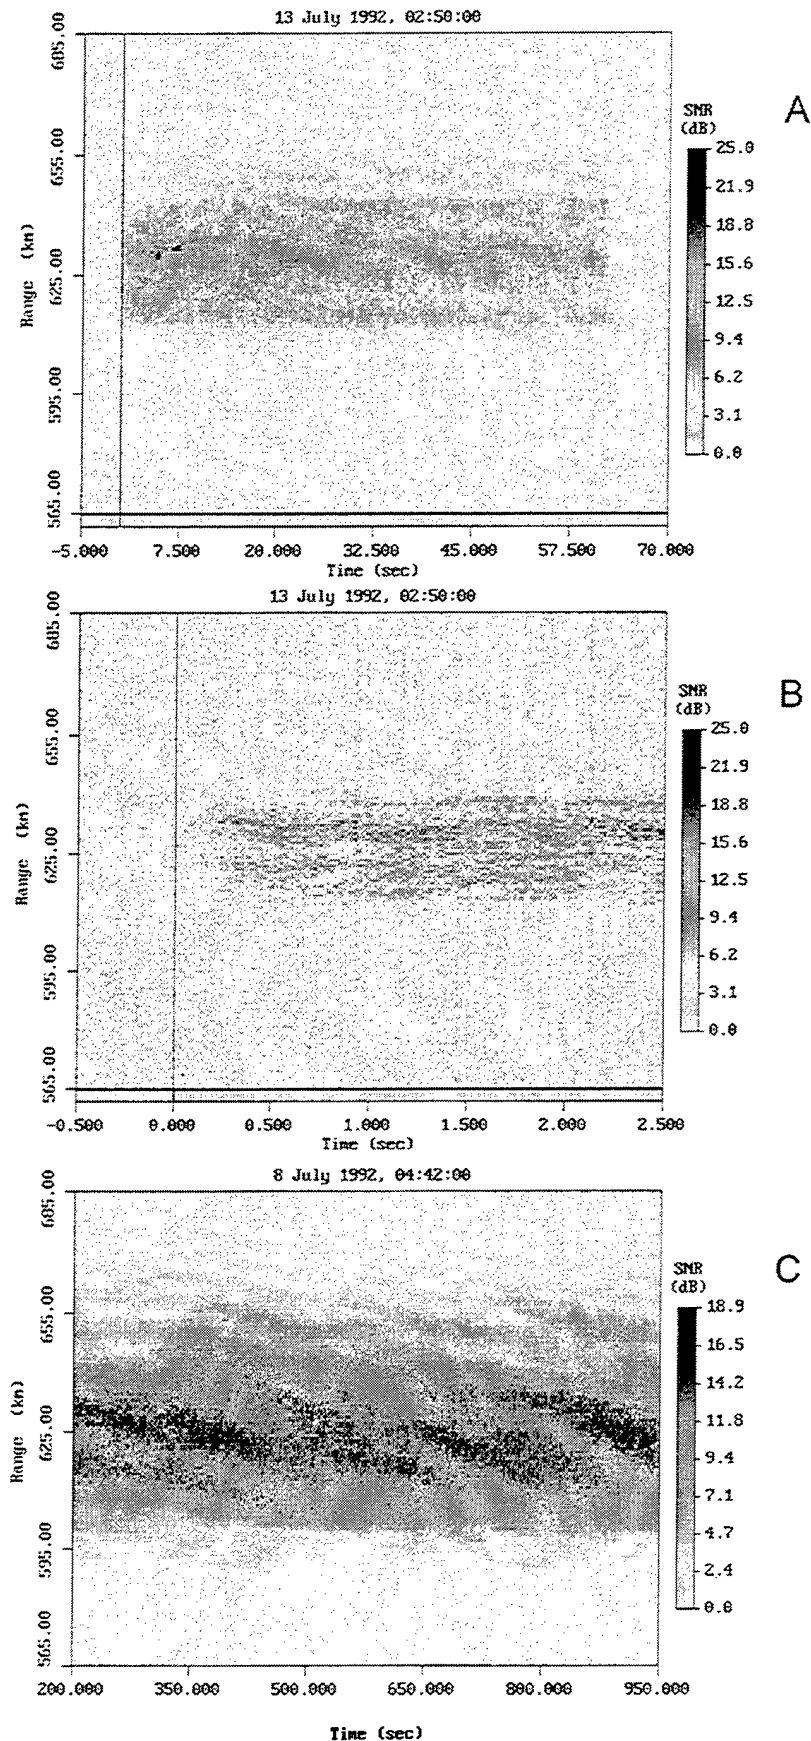 13 July 1992, 02:50:00
A
SNR
(dB)
25.0
21.9
18.8
15.6
12.5
9.4
6.2
3.1
0.0
Range (km)
685.00
655.00
625.00
595.00
565.00
-5.000 7.500 20.000 32.500 45.000 57.500 70.000
Time (sec)
13 July 1992, 02:50:00
B
SNR
(dB)
25.0
21.9
18.8
15.6
12.5
9.4
6.2
3.1
0.0
Range (km)
685.00
655.00
625.00
595.00
565.00
-0.500 0.000 0.500 1.000 1.500 2.000 2.500
Time (sec)
8 July 1992, 04:42:00
C
SNR
(dB)
18.9
16.5
14.2
11.8
9.4
7.1
4.7
2.4
0.0
Range (km)
685.00
655.00
625.00
595.00
565.00
200.000 350.000 500.000 650.000 800.000 950.000
Time (sec)